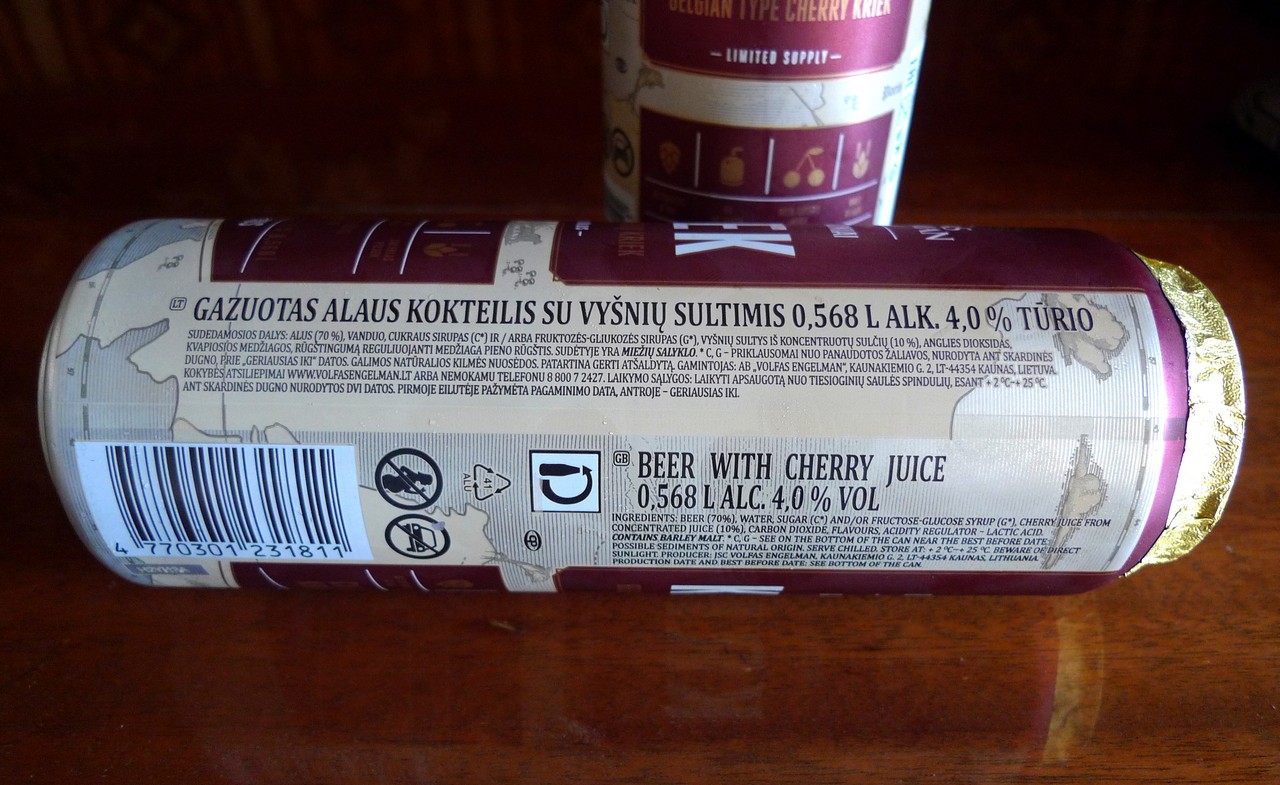 BELGIAN TYPE CHERRY KRIEK
— LIMITED SUPPLY —
LT GAZUOTAS ALAUS KOKTEILIS SU VYŠNIŲ SULTIMIS 0,568 L ALK. 4,0 % TŪRIO
SUDEDAMOSIOS DALYS: ALUS (70 %), VANDUO, CUKRAUS SIRUPAS (C*) IR / ARBA FRUKTOZĖS-GLIUKOZĖS SIRUPAS (G*), VYŠNIŲ SULTYS IŠ KONCENTRUOTŲ SULČIŲ (10 %), ANGLIES DIOKSIDAS,
KVAPIOSIOS MEDŽIAGOS, RŪGŠTINGUMĄ REGULIUOJANTI MEDŽIAGA PIENO RŪGŠTIS. SUDĖTYJE YRA MIEŽIŲ SALYKLO. * C, G – PRIKLAUSOMAI NUO PANAUDOTOS ŽALIAVOS, NURODYTA ANT SKARDINĖS
DUGNO, PRIE „GERIAUSIAS IKI" DATOS. GALIMOS NATŪRALIOS KILMĖS NUOSĖDOS. PATARTINA GERTI ATŠALDYTĄ. GAMINTOJAS: AB „VOLFAS ENGELMAN", KAUNAKIEMIO G. 2, LT-44354 KAUNAS, LIETUVA.
KOKYBĖS ATSILIEPIMAI WWW.VOLFASENGELMAN.LT ARBA NEMOKAMU TELEFONU 8 800 7 2427. LAIKYMO SĄLYGOS: LAIKYTI APSAUGOTĄ NUO TIESIOGINIŲ SAULĖS SPINDULIŲ, ESANT + 2 °C–+ 25 °C.
ANT SKARDINĖS DUGNO NURODYTOS DVI DATOS. PIRMOJE EILUTĖJE PAŽYMĖTA PAGAMINIMO DATA, ANTROJE – GERIAUSIAS IKI.
GB BEER WITH CHERRY JUICE
0,568 L ALC. 4,0 % VOL
INGREDIENTS: BEER (70%), WATER, SUGAR (C*) AND/OR FRUCTOSE-GLUCOSE SYRUP (G*), CHERRY JUICE FROM
CONCENTRATED JUICE (10%), CARBON DIOXIDE, FLAVOURS, ACIDITY REGULATOR – LACTIC ACID.
CONTAINS BARLEY MALT. * C, G – SEE ON THE BOTTOM OF THE CAN NEAR THE BEST BEFORE DATE.
POSSIBLE SEDIMENTS OF NATURAL ORIGIN. SERVE CHILLED. STORE AT: + 2 °C–+ 25 °C. BEWARE OF DIRECT
SUNLIGHT. PRODUCER: JSC VOLFAS ENGELMAN, KAUNAKIEMIO G. 2, LT-44354 KAUNAS, LITHUANIA.
PRODUCTION DATE AND BEST BEFORE DATE: SEE BOTTOM OF THE CAN.
41
ALU
4 770301 231811